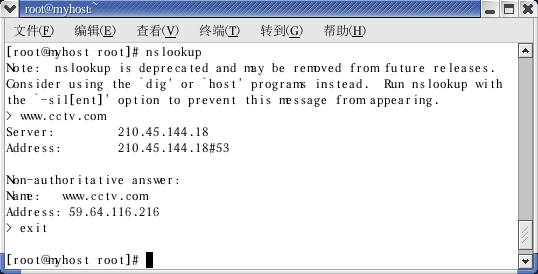 root@myhost:~
文件(F) 编辑(E) 查看(V) 终端(T) 转到(G) 帮助(H)
[root@myhost root]# nslookup
Note: nslookup is deprecated and may be removed from future releases.
Consider using the `dig' or `host' programs instead. Run nslookup with
the `-sil[ent]' option to prevent this message from appearing.
> www.cctv.com
Server: 210.45.144.18
Address: 210.45.144.18#53
Non-authoritative answer:
Name: www.cctv.com
Address: 59.64.116.216
> exit
[root@myhost root]#